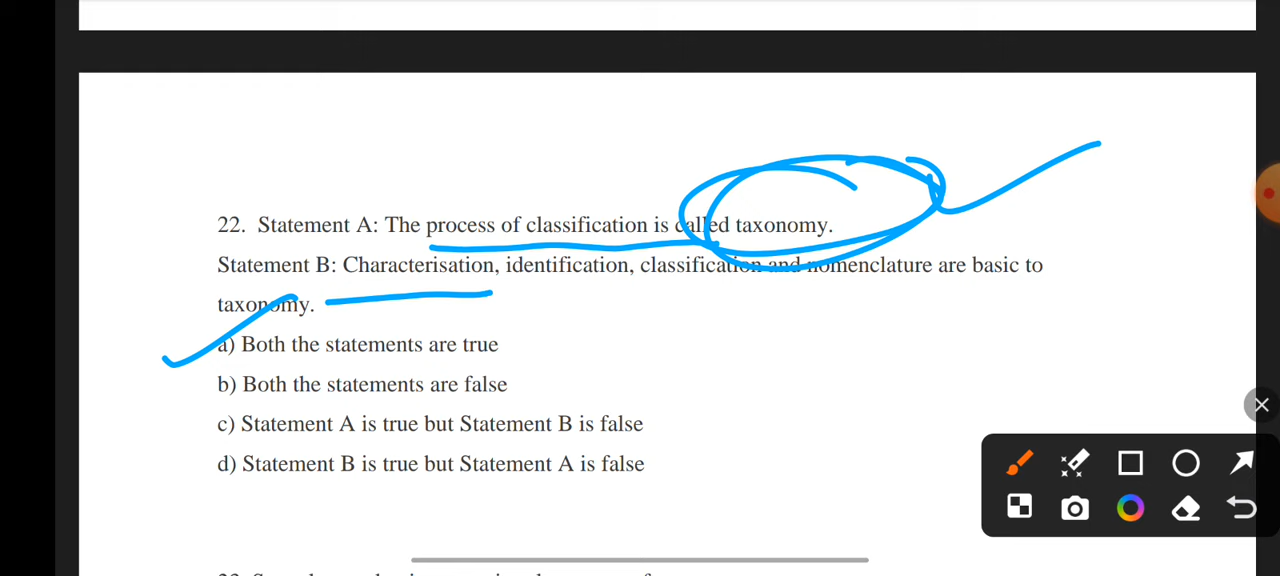 22. Statement A: The process of classification is called taxonomy.
Statement B: Characterisation, identification, classification and nomenclature are basic to
taxonomy.
a) Both the statements are true
b) Both the statements are false
c) Statement A is true but Statement B is false
d) Statement B is true but Statement A is false